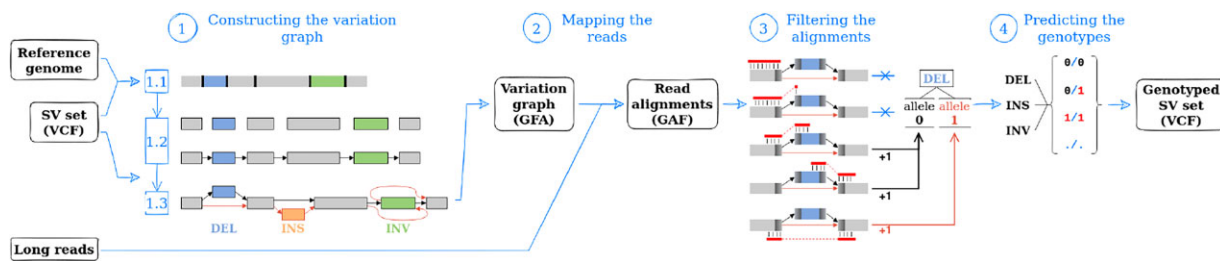 1 Constructing the variation
graph
2 Mapping the
reads
3 Filtering the
alignments
4 Predicting the
genotypes
Reference
genome
SV set
(VCF)
Long reads
1.1
1.2
1.3
DEL INS INV
Variation
graph
(GFA)
Read
alignments
(GAF)
DEL
allele allele
0 1
+1
+1
+1
DEL
INS
INV
0/0
0/1
1/1
./.
Genotyped
SV set
(VCF)